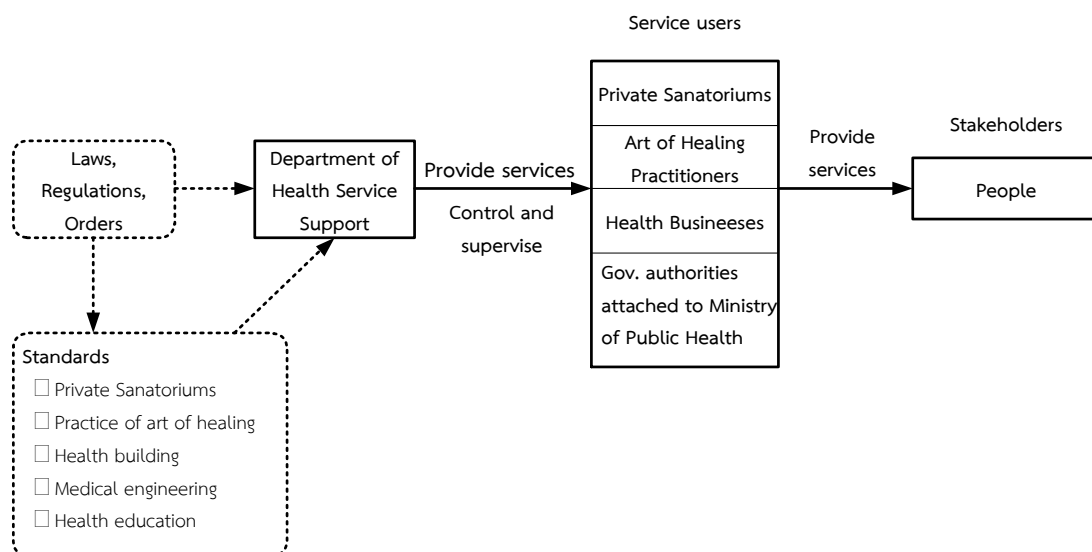 Service users
Private Sanatoriums
Art of Healing
Practitioners
Health Busineeses
Gov. authorities
attached to Ministry
of Public Health
Laws,
Regulations,
Orders
Department of
Health Service
Support
Provide services
Control and
supervise
Provide
services
Stakeholders
People
Standards
□ Private Sanatoriums
□ Practice of art of healing
□ Health building
□ Medical engineering
□ Health education